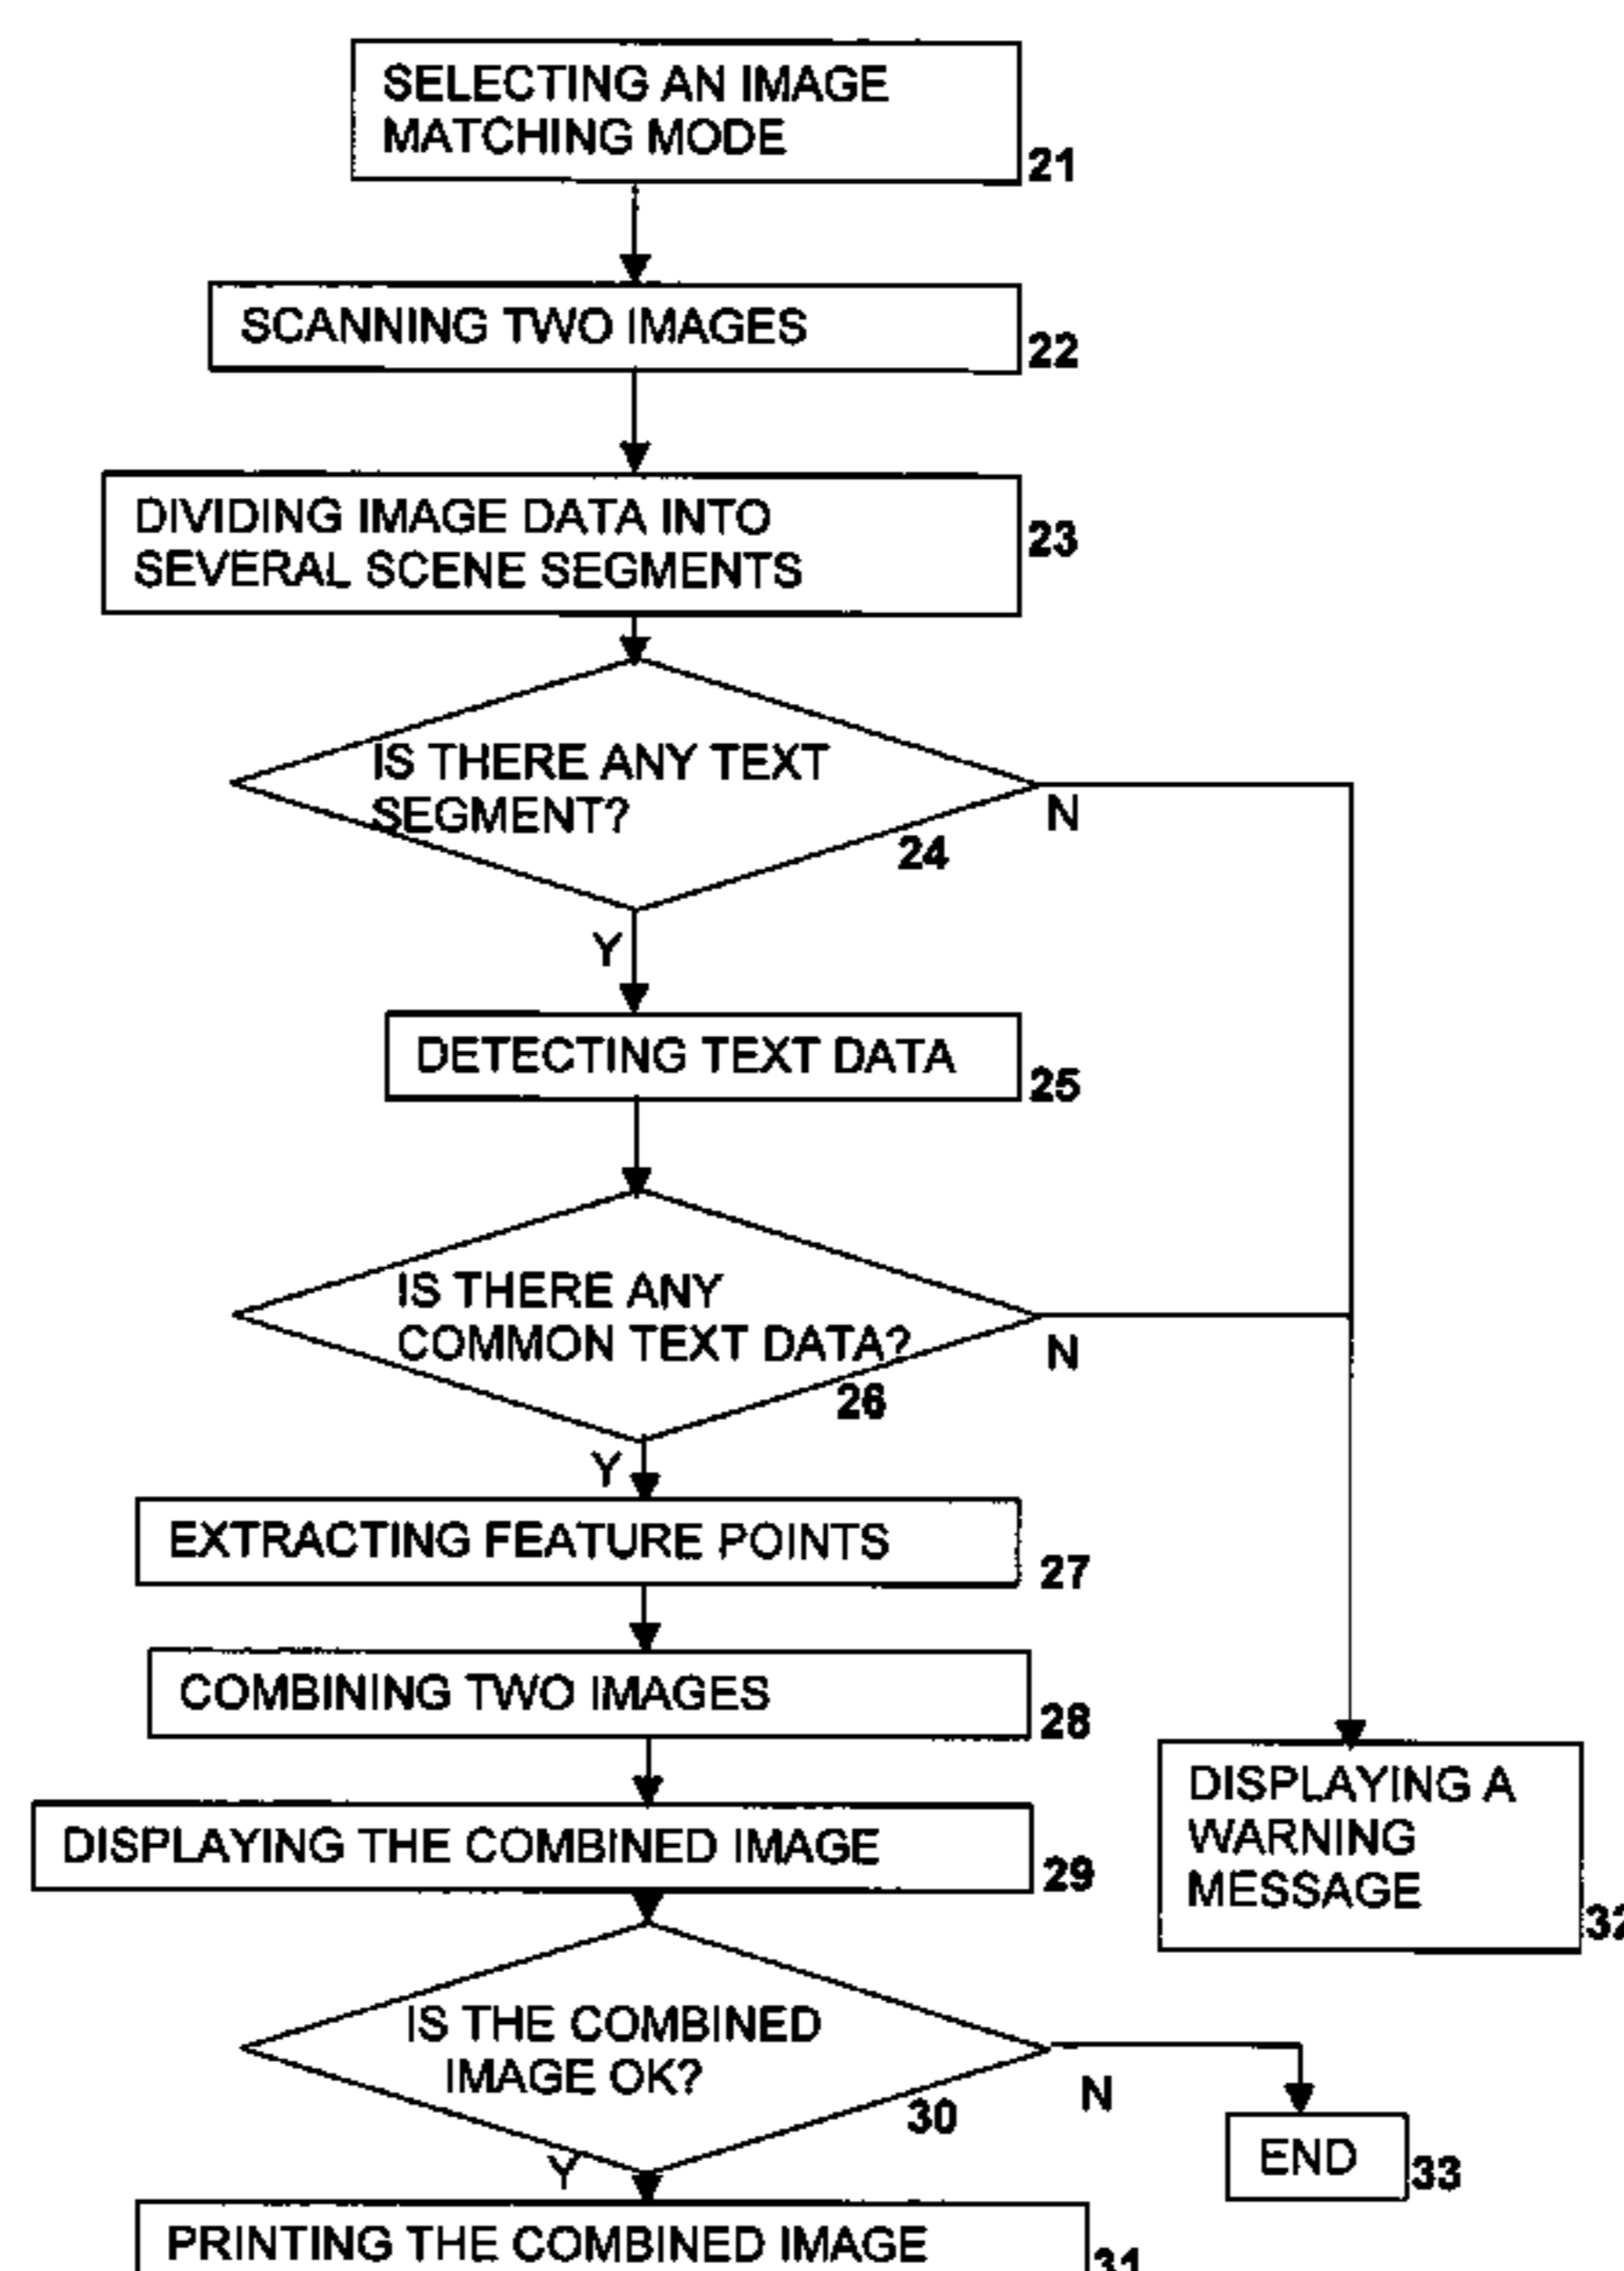 SELECTING AN IMAGE
MATCHING MODE
21
SCANNING TWO IMAGES
22
DIVIDING IMAGE DATA INTO
SEVERAL SCENE SEGMENTS
23
IS THERE ANY TEXT
SEGMENT?
N
24
Y
DETECTING TEXT DATA
25
IS THERE ANY
COMMON TEXT DATA?
N
26
Y
EXTRACTING FEATURE POINTS
27
COMBINING TWO IMAGES
28
DISPLAYING A
WARNING
MESSAGE
32
DISPLAYING THE COMBINED IMAGE
29
IS THE COMBINED
IMAGE OK?
N
30
END
33
Y
PRINTING THE COMBINED IMAGE
31